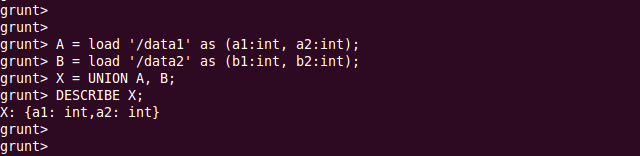 grunt>
grunt>
grunt> A = load '/data1' as (a1:int, a2:int);
grunt> B = load '/data2' as (b1:int, b2:int);
grunt> X = UNION A, B;
grunt> DESCRIBE X;
X: {a1: int,a2: int}
grunt>
grunt>